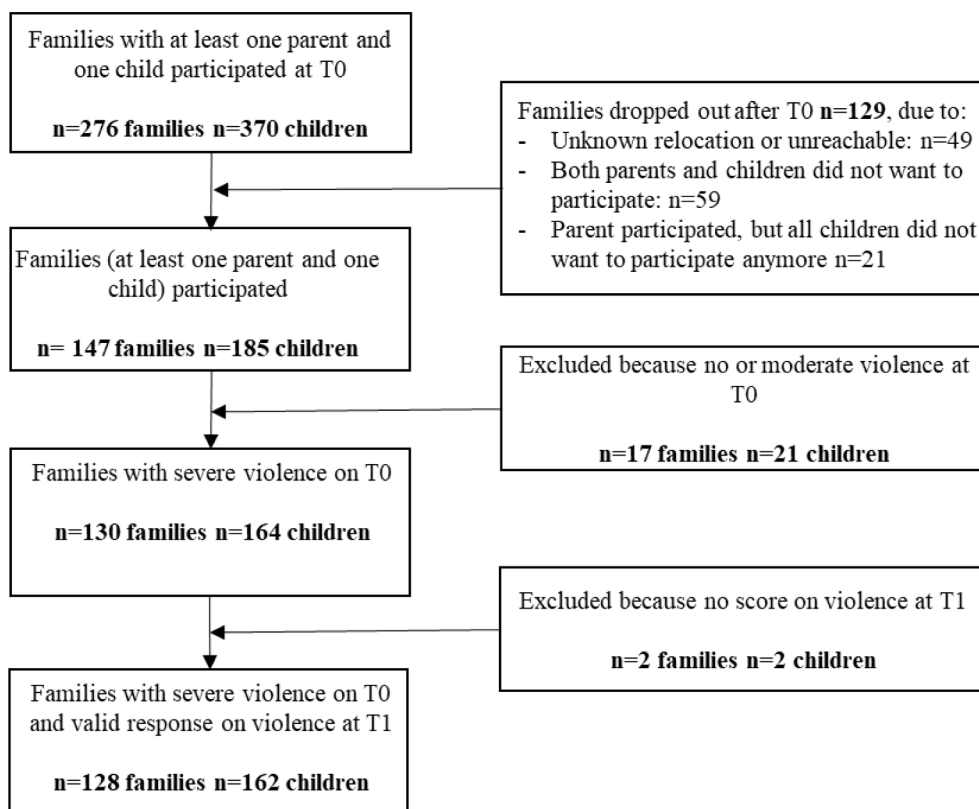 Families with at least one parent and
one child participated at T0
n=276 families n=370 children
Families dropped out after T0 n=129, due to:
- Unknown relocation or unreachable: n=49
- Both parents and children did not want to
participate: n=59
- Parent participated, but all children did not
want to participate anymore n=21
Families (at least one parent and one
child) participated
n= 147 families n=185 children
Excluded because no or moderate violence at
T0
n=17 families n=21 children
Families with severe violence on T0
n=130 families n=164 children
Excluded because no score on violence at T1
n=2 families n=2 children
Families with severe violence on T0
and valid response on violence at T1
n=128 families n=162 children